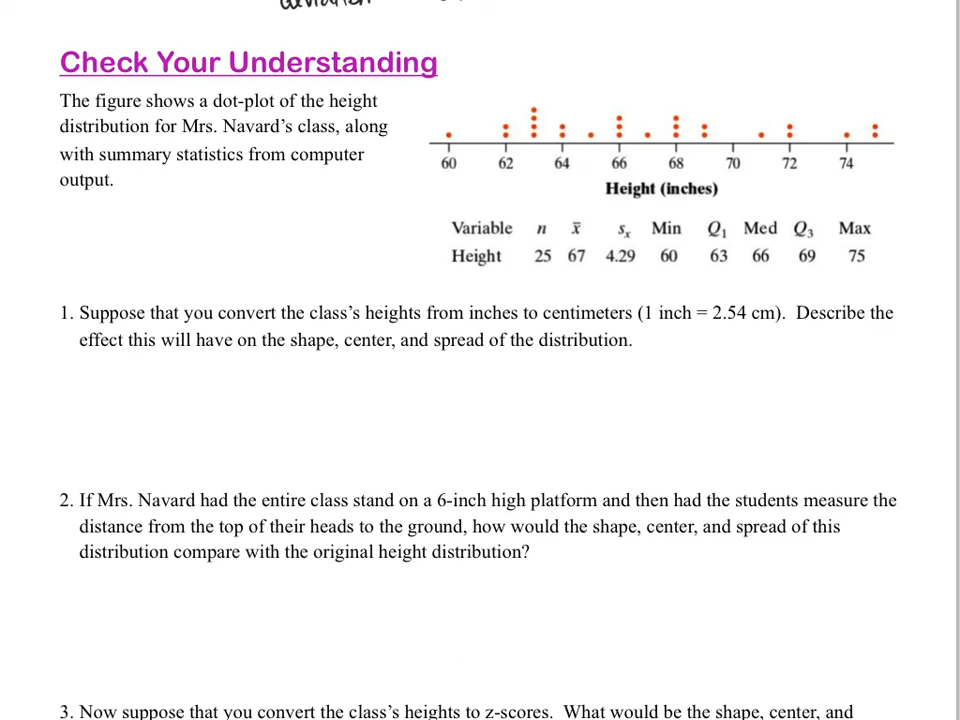 Check Your Understanding
The figure shows a dot-plot of the height
distribution for Mrs. Navard's class, along
with summary statistics from computer
output.
60 62 64 66 68 70 72 74
Height (inches)
Variable n x̄ sₓ Min Q₁ Med Q₃ Max
Height 25 67 4.29 60 63 66 69 75
1. Suppose that you convert the class's heights from inches to centimeters (1 inch = 2.54 cm). Describe the
effect this will have on the shape, center, and spread of the distribution.
2. If Mrs. Navard had the entire class stand on a 6-inch high platform and then had the students measure the
distance from the top of their heads to the ground, how would the shape, center, and spread of this
distribution compare with the original height distribution?
3. Now suppose that you convert the class's heights to z-scores. What would be the shape, center, and